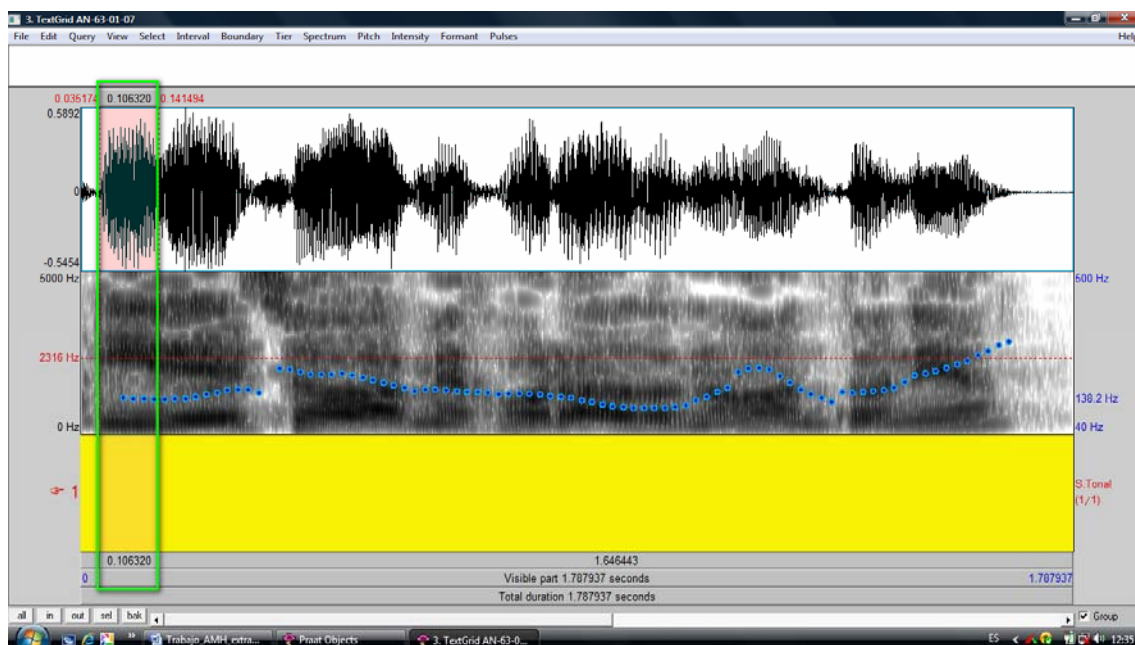 3. TextGrid AN-63-01-07
File Edit Query View Select Interval Boundary Tier Spectrum Pitch Intensity Formant Pulses Help
0.035174 0.106320 0.141494
0.5892
0
-0.5454
5000 Hz 500 Hz
2316 Hz
138.2 Hz
0 Hz 40 Hz
1 S.Tonal
(1/1)
0.106320 1.646443
0 Visible part 1.787937 seconds 1.787937
Total duration 1.787937 seconds
all in out sel bak Group
Trabajo_AMH_extra... Praat Objects 3. TextGrid AN-63-0... ES 12:35